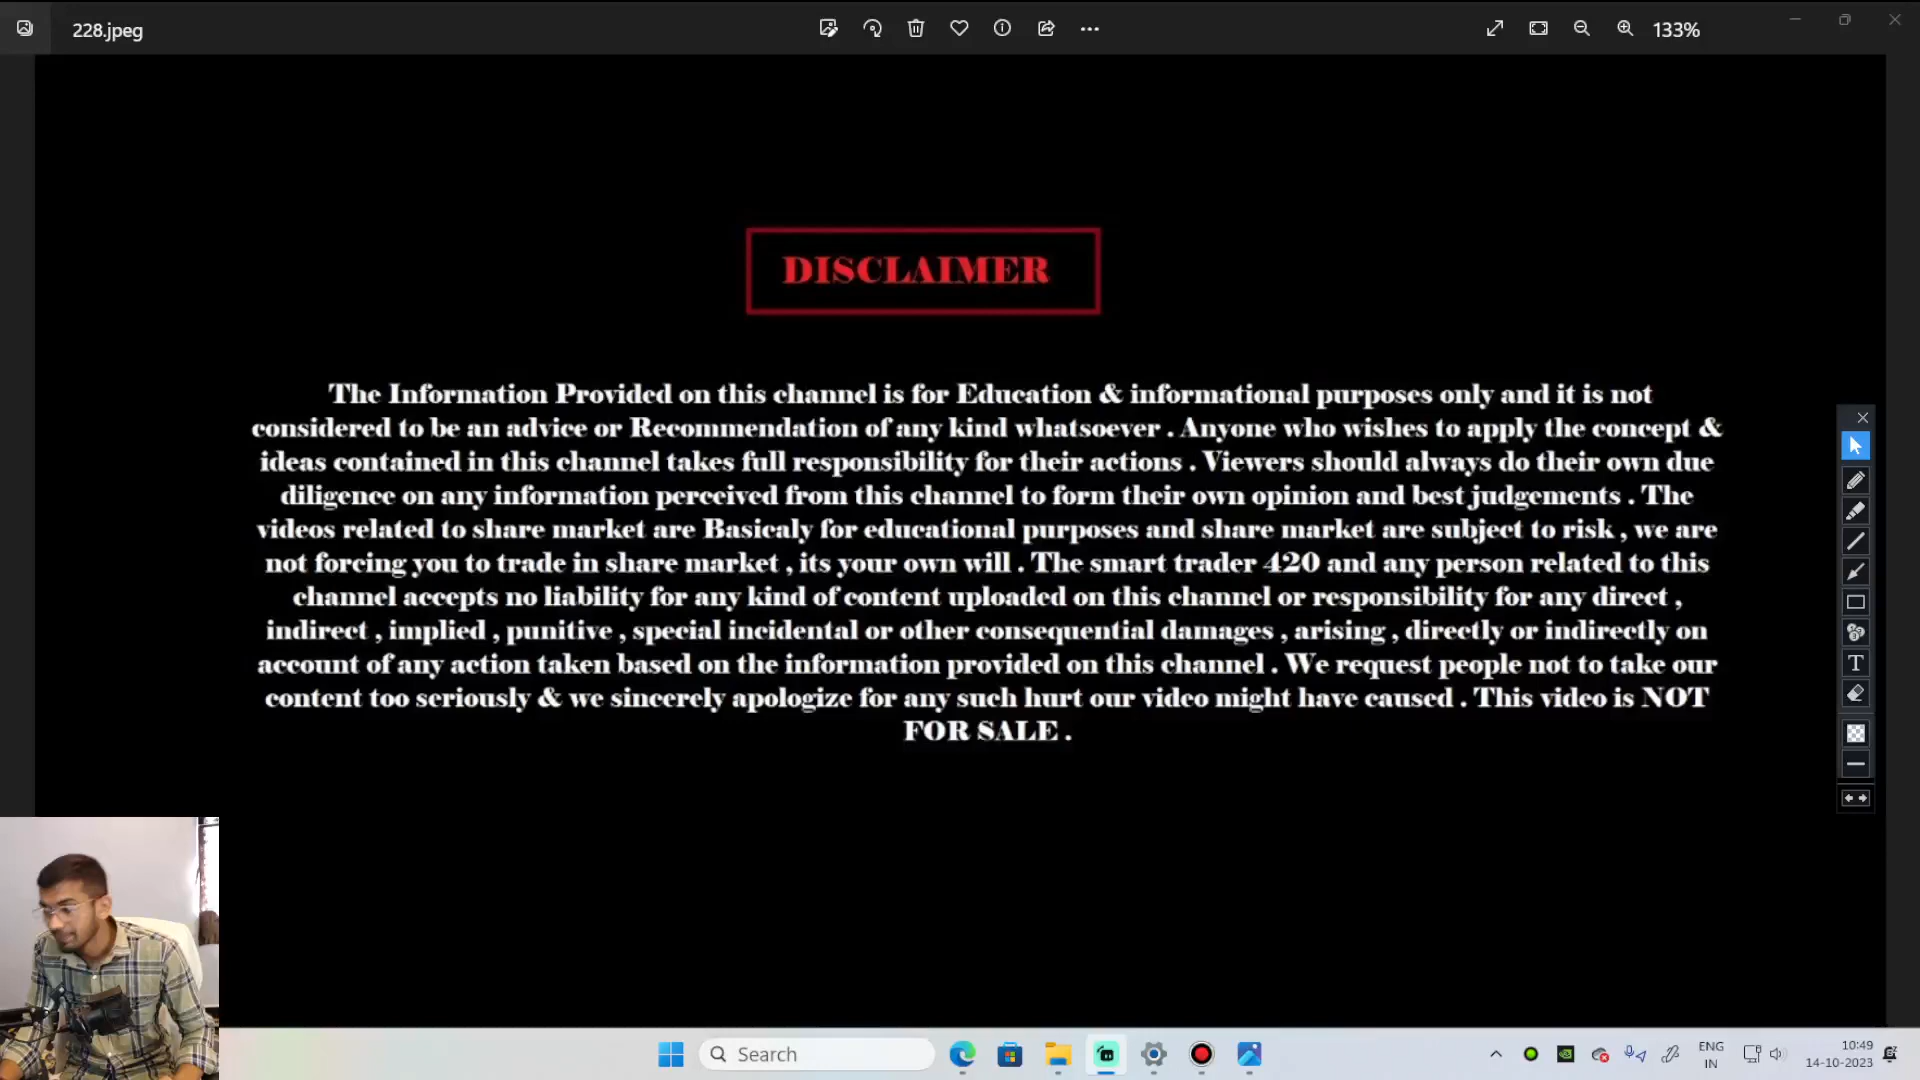 228.jpeg
133%
DISCLAIMER
The Information Provided on this channel is for Education & informational purposes only and it is not
considered to be an advice or Recommendation of any kind whatsoever . Anyone who wishes to apply the concept &
ideas contained in this channel takes full responsibility for their actions . Viewers should always do their own due
diligence on any information perceived from this channel to form their own opinion and best judgements . The
videos related to share market are Basicaly for educational purposes and share market are subject to risk , we are
not forcing you to trade in share market , its your own will . The smart trader 420 and any person related to this
channel accepts no liability for any kind of content uploaded on this channel or responsibility for any direct ,
indirect , implied , punitive , special incidental or other consequential damages , arising , directly or indirectly on
account of any action taken based on the information provided on this channel . We request people not to take our
content too seriously & we sincerely apologize for any such hurt our video might have caused . This video is NOT
FOR SALE .
T
Search
ENG
IN
10:49
14-10-2023